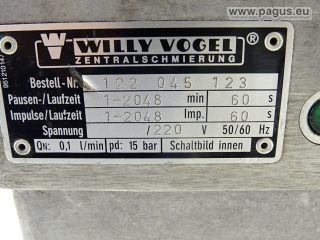 www.pagus.eu
WILLY VOGEL ®
ZENTRALSCHMIERUNG
Bestell-Nr. 122 045 123
Pausen-/Laufzeit 1-2048 min 60 s
Impulse/Laufzeit 1-2048 Imp. 60 s
Spannung /220 V 50/60 Hz
QN: 0,1 l/min pd: 15 bar Schaltbild innen